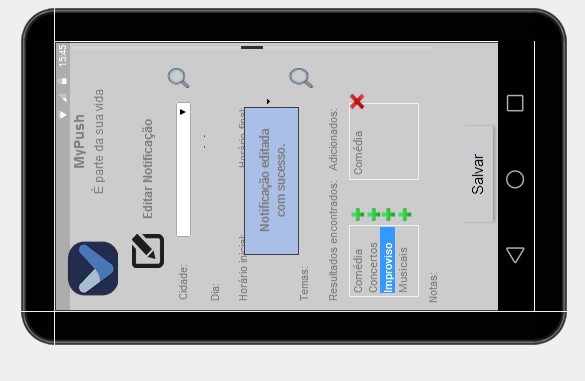 15:45
MyPush
É parte da sua vida
Editar Notificação
Cidade:
Dia:
Horário inicial: Horário final:
Notificação editada
com sucesso.
Temas:
Resultados encontrados: Adicionados:
Comédia
Concertos
Improviso
Musicais
Comédia
Notas:
Salvar